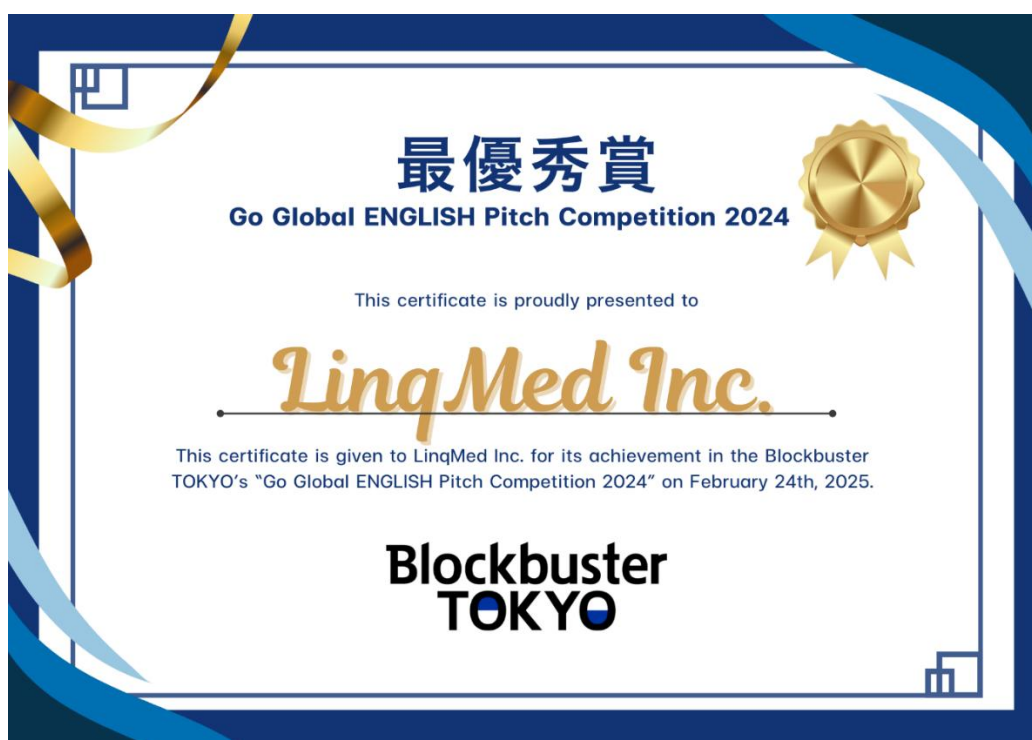 最優秀賞
Go Global ENGLISH Pitch Competition 2024
This certificate is proudly presented to
LinqMed Inc.
This certificate is given to LinqMed Inc. for its achievement in the Blockbuster
TOKYO's "Go Global ENGLISH Pitch Competition 2024" on February 24th, 2025.
Blockbuster
TOKYO